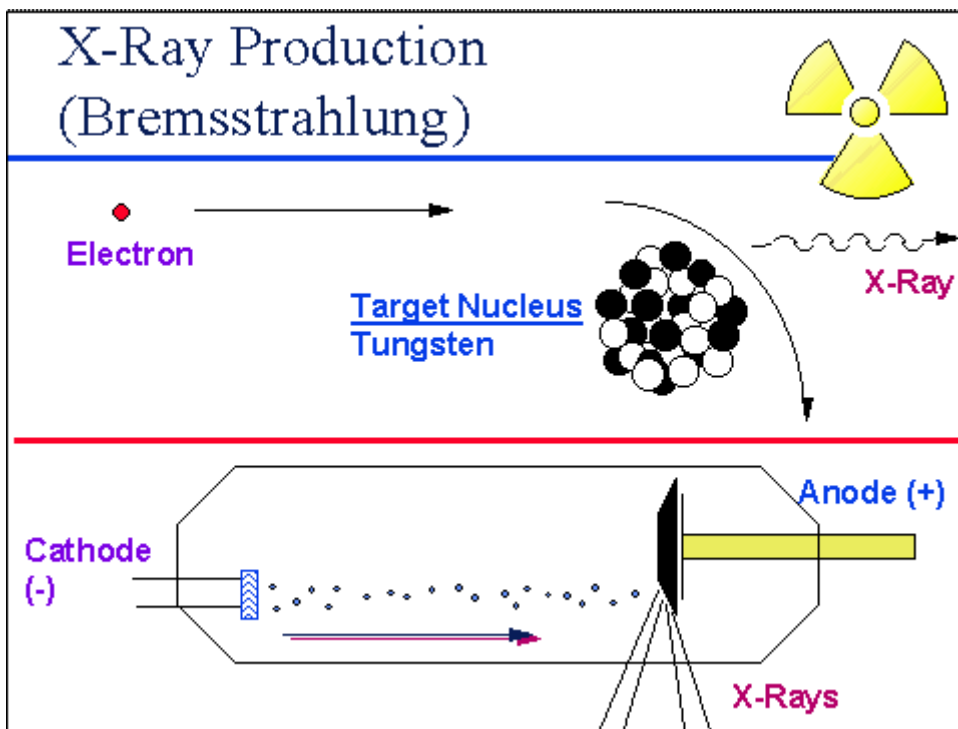 X-Ray Production
(Bremsstrahlung)
Electron
X-Ray
Target Nucleus
Tungsten
Anode (+)
Cathode
(-)
X-Rays